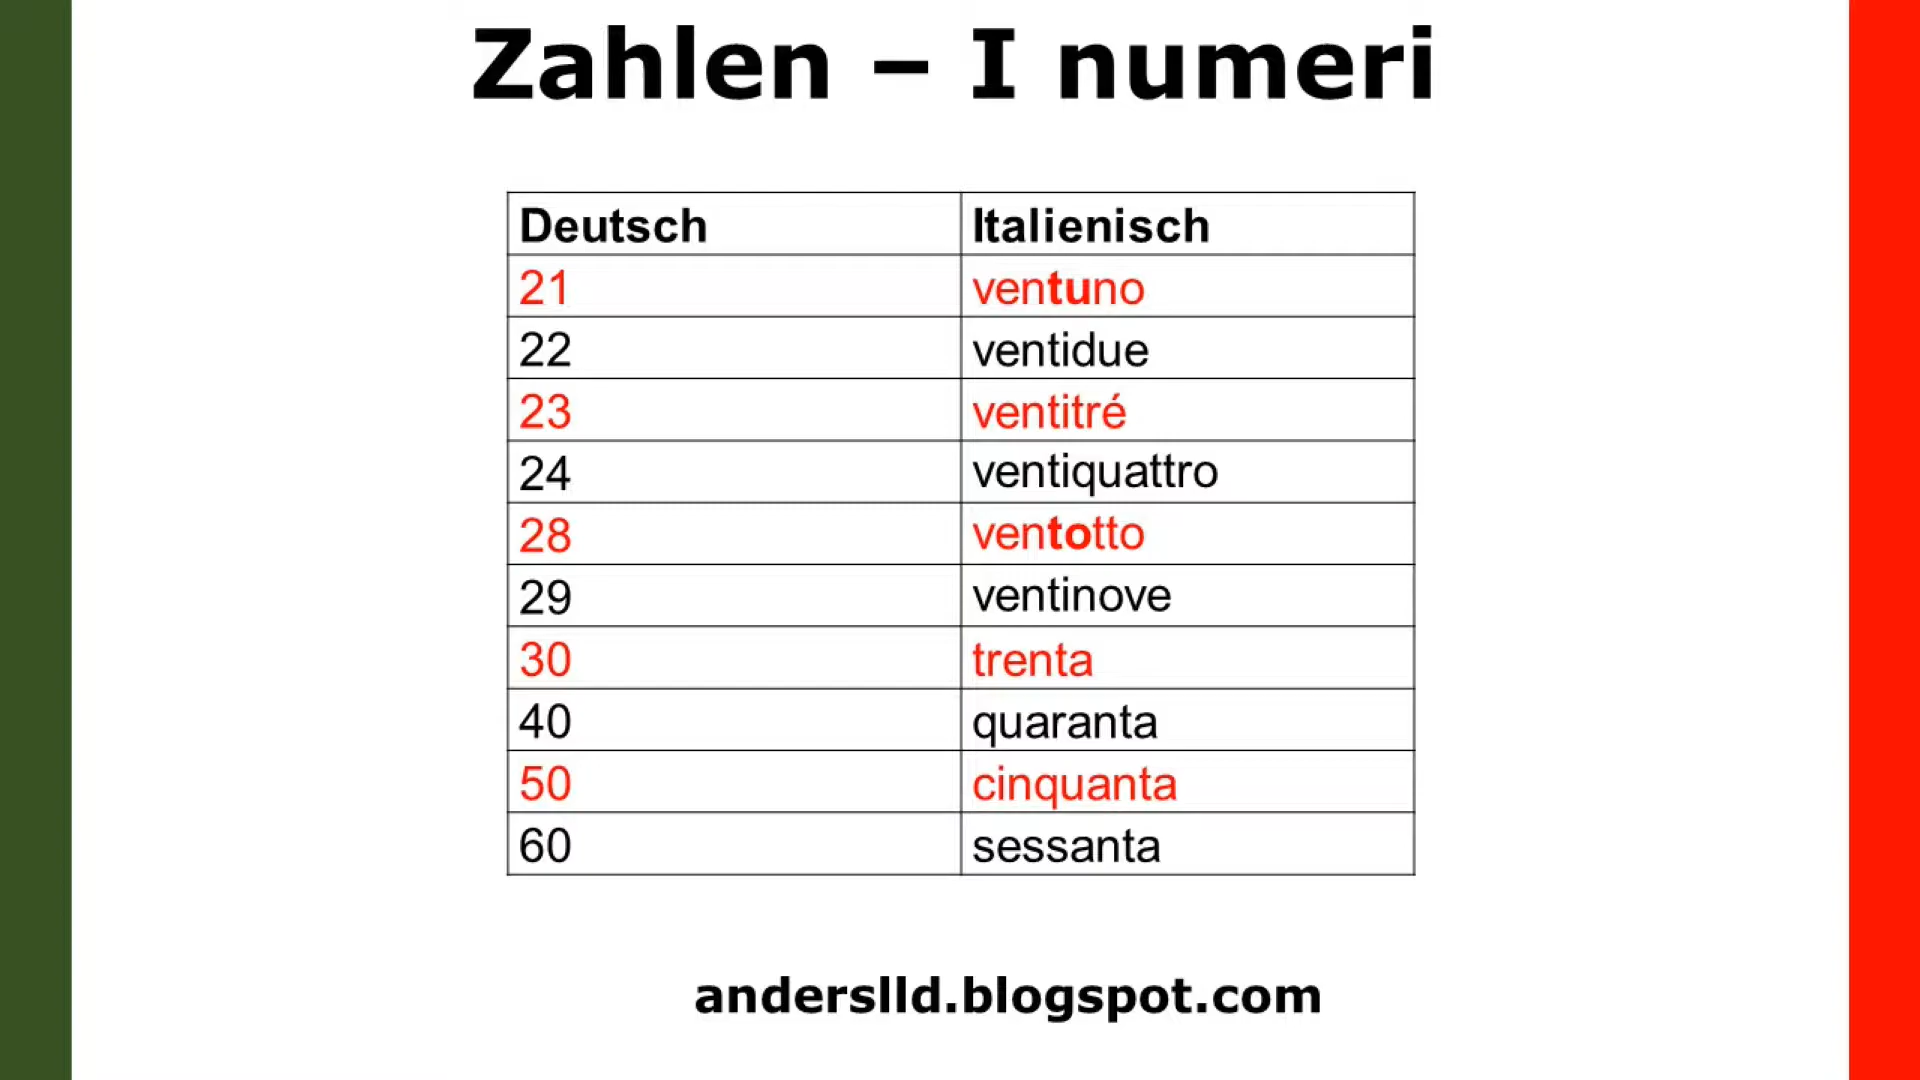 Zahlen – I numeri
Deutsch Italienisch
21 ventuno
22 ventidue
23 ventitré
24 ventiquattro
28 ventotto
29 ventinove
30 trenta
40 quaranta
50 cinquanta
60 sessanta
anderslld.blogspot.com